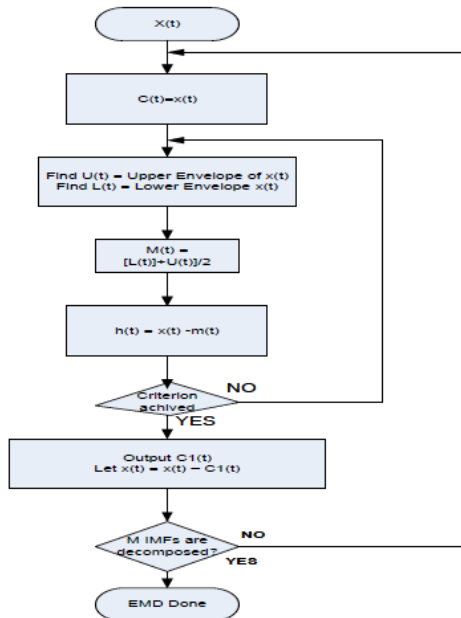 X(t)
C(t)=x(t)
Find U(t) = Upper Envelope of x(t)
Find L(t) = Lower Envelope x(t)
M(t) =
[L(t)]+U(t)]/2
h(t) = x(t) -m(t)
Criterion
achived
NO
YES
Output C1(t)
Let x(t) = x(t) – C1(t)
M IMFs are
decomposed?
NO
YES
EMD Done